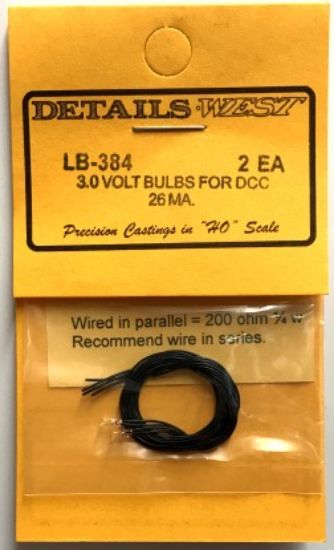 DETAILS·WEST
LB-384 2 EA
3.0 VOLT BULBS FOR DCC
26 MA.
Precision Castings in "HO" Scale
Wired in parallel = 200 ohm ¼ w
Recommend wire in series.